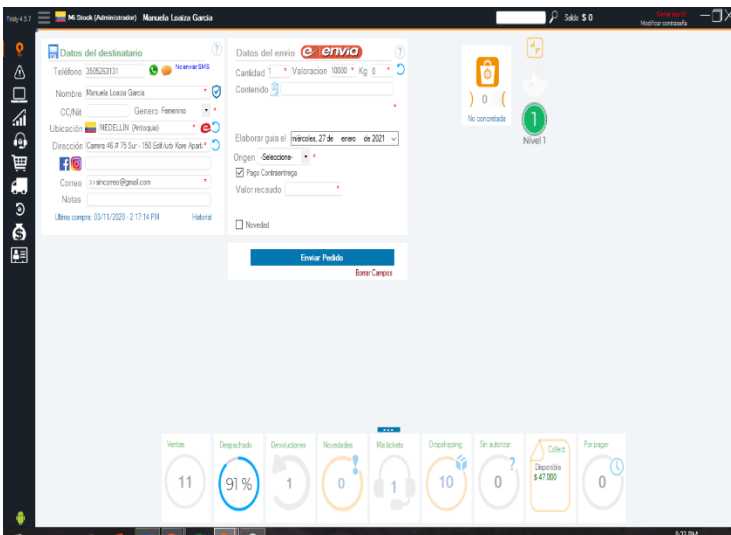 Tridy 4.3.7 Mi Stock (Administrador) Manuela Loaiza Garcia Saldo $ 0
Modificar contraseña
Datos del destinatario ?
Teléfono 3505263131 No enviar SMS
Nombre Manuela Loaiza Garcia *
CC/Nit Genero Femenino *
Ubicación MEDELLIN (Antioquia) *
Dirección Carrera 46 # 75 Sur - 150 Edif/urb Kore Apart *
Correo >>sincorreo@gmail.com *
Notas
Ultima compra: 03/11/2020 - 2:17:14 PM Historial
Datos del envio envia ?
Cantidad 1 * Valoracion 10000 * Kg 0 *
Contenido
*
Elaborar guia el miércoles, 27 de enero de 2021
Origen -Seleccione- *
Pago Contraentrega
Valor recaudo *
Novedad
Enviar Pedido
Borrar Campos
0
No concretada
1
Nivel 1
Ventas
11
Despachado
91 %
Devoluciones
1
Novedades
0
Mis tickets
1
Dropshipping
10
Sin autorizar
?
0
Collect
Disponible
$ 47.000
Por pagar
0